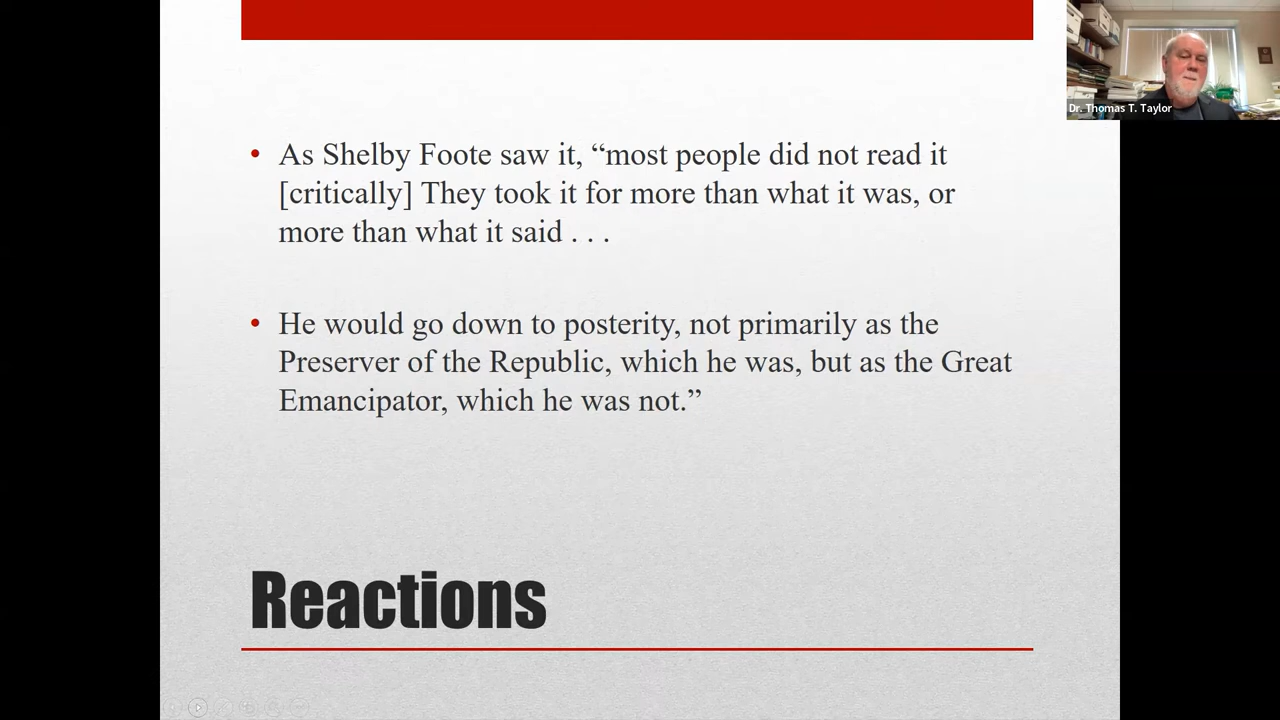 Dr. Thomas T. Taylor
• As Shelby Foote saw it, “most people did not read it
[critically] They took it for more than what it was, or
more than what it said . . .
• He would go down to posterity, not primarily as the
Preserver of the Republic, which he was, but as the Great
Emancipator, which he was not.”
Reactions